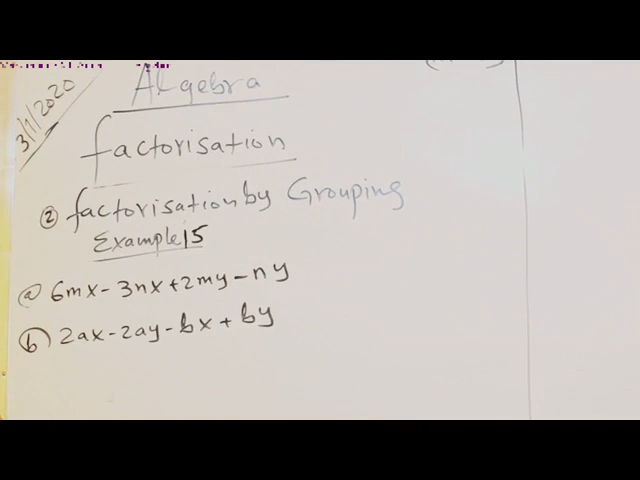 3/1/2020
Algebra
factorisation
② factorisation by Grouping
Example 15
ⓐ 6mx - 3nx + 2my - ny
ⓑ 2ax - 2ay - bx + by